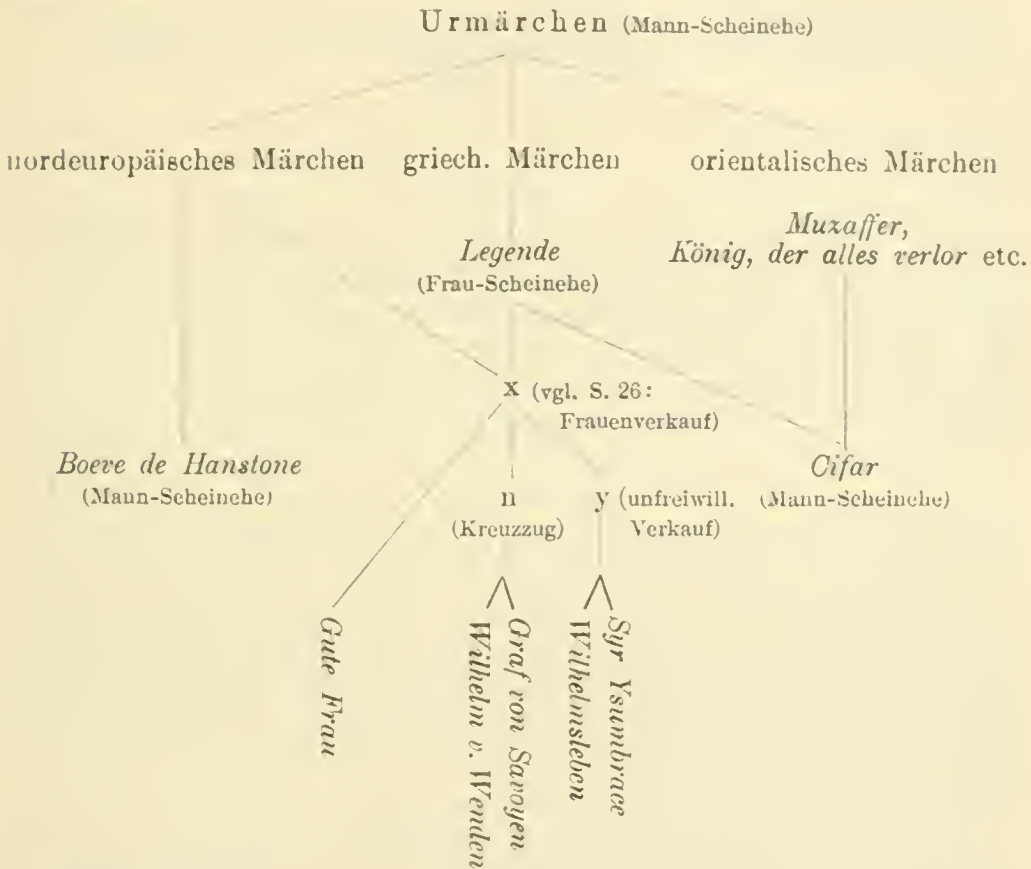 Urmärchen (Mann-Scheinehe)
nordeuropäisches Märchen griech. Märchen orientalisches Märchen
Muxaffer,
König, der alles verlor etc.
Legende
(Frau-Scheinehe)
x (vgl. S. 26:
Frauenverkauf)
Boeve de Hanstone
(Mann-Scheinehe)
Cifar
(Mann-Scheinehe)
n
(Kreuzzug)
y (unfreiwill.
Verkauf)
Gute Frau
Wilhelm v. Wenden
Graf von Savoyen
Wilhelmsleben
Syr Ysumbrace